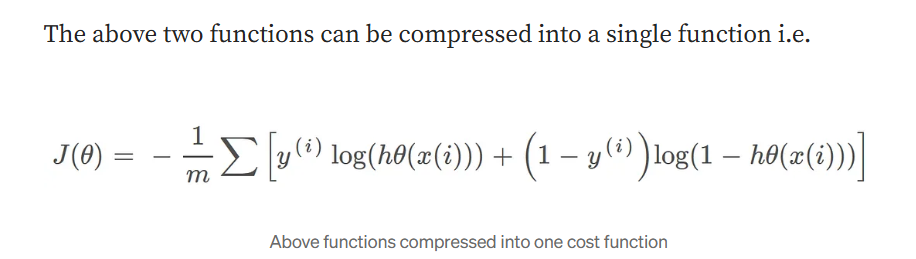 The above two functions can be compressed into a single function i.e.
J(θ) = − 1/m ∑ [y^(i) log(hθ(x(i))) + (1 − y^(i))log(1 − hθ(x(i)))]
Above functions compressed into one cost function